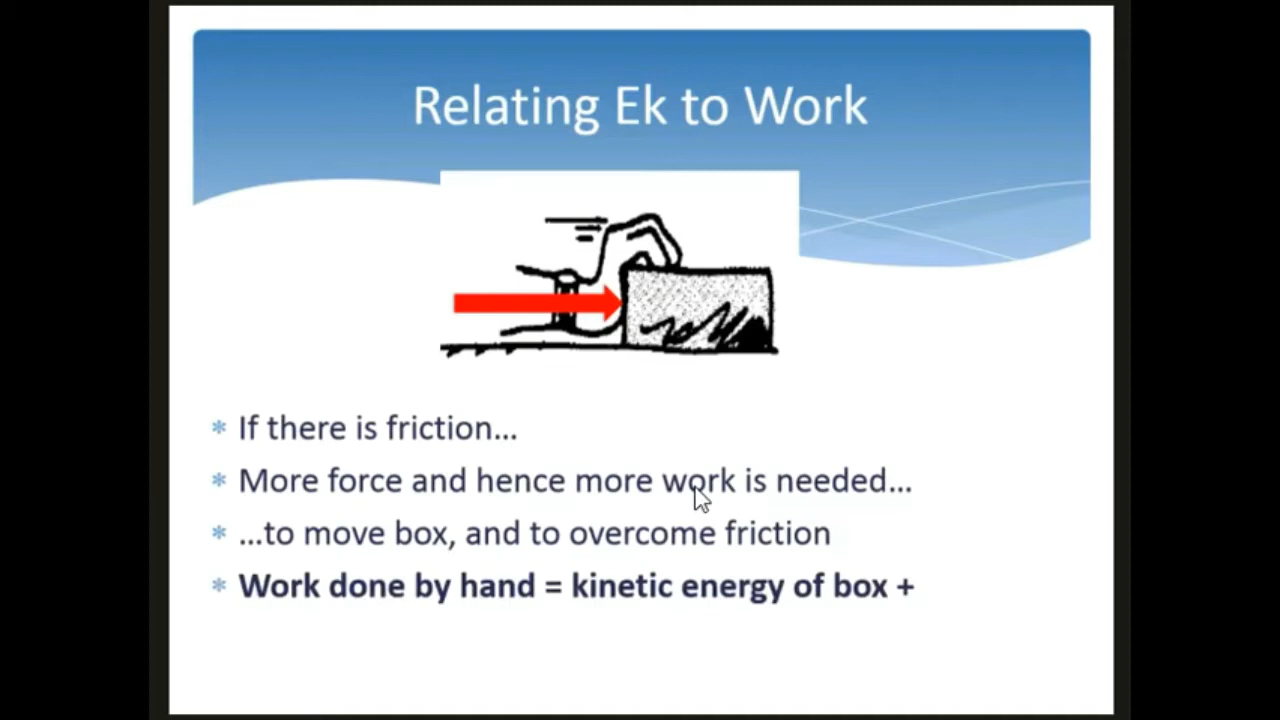 Relating Ek to Work
* If there is friction...
* More force and hence more work is needed...
* ...to move box, and to overcome friction
* Work done by hand = kinetic energy of box +